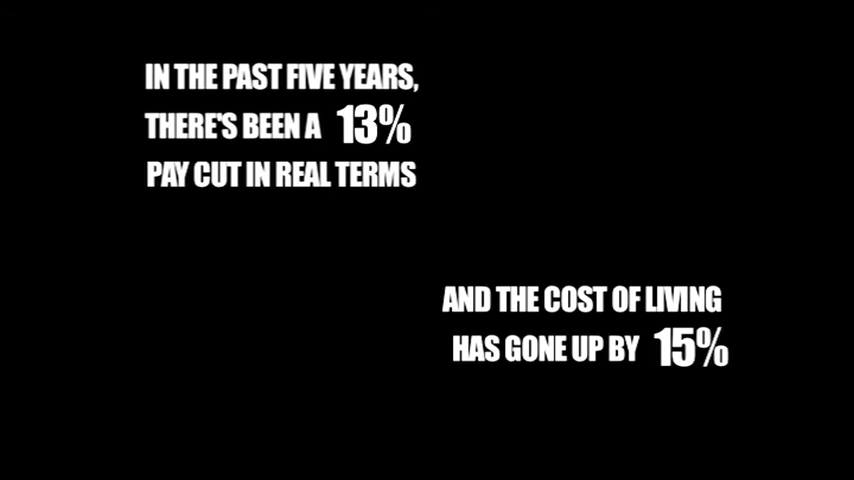 IN THE PAST FIVE YEARS,
THERE'S BEEN A 13%
PAY CUT IN REAL TERMS
AND THE COST OF LIVING
HAS GONE UP BY 15%